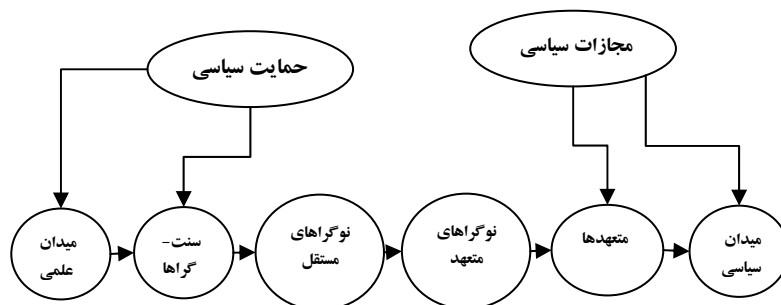 حمایت سیاسی
مجازات سیاسی
میدان
علمی
سنت-
گراها
نوگراهای
مستقل
نوگراهای
متعهد
متعهدها
میدان
سیاسی